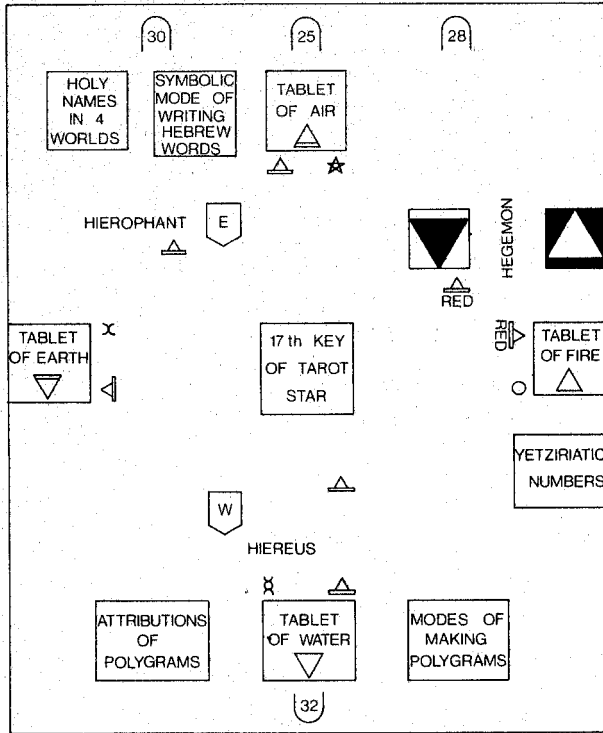 30
25
28
HOLY
NAMES
IN 4
WORLDS
SYMBOLIC
MODE OF
WRITING
HEBREW
WORDS
TABLET
OF AIR
HIEROPHANT
E
HEGEMON
RED
TABLET
OF EARTH
17th KEY
OF TAROT
STAR
RED
TABLET
OF FIRE
YETZIRIATIC
NUMBERS
W
HIEREUS
ATTRIBUTIONS
OF
POLYGRAMS
TABLET
OF WATER
MODES OF
MAKING
POLYGRAMS
32